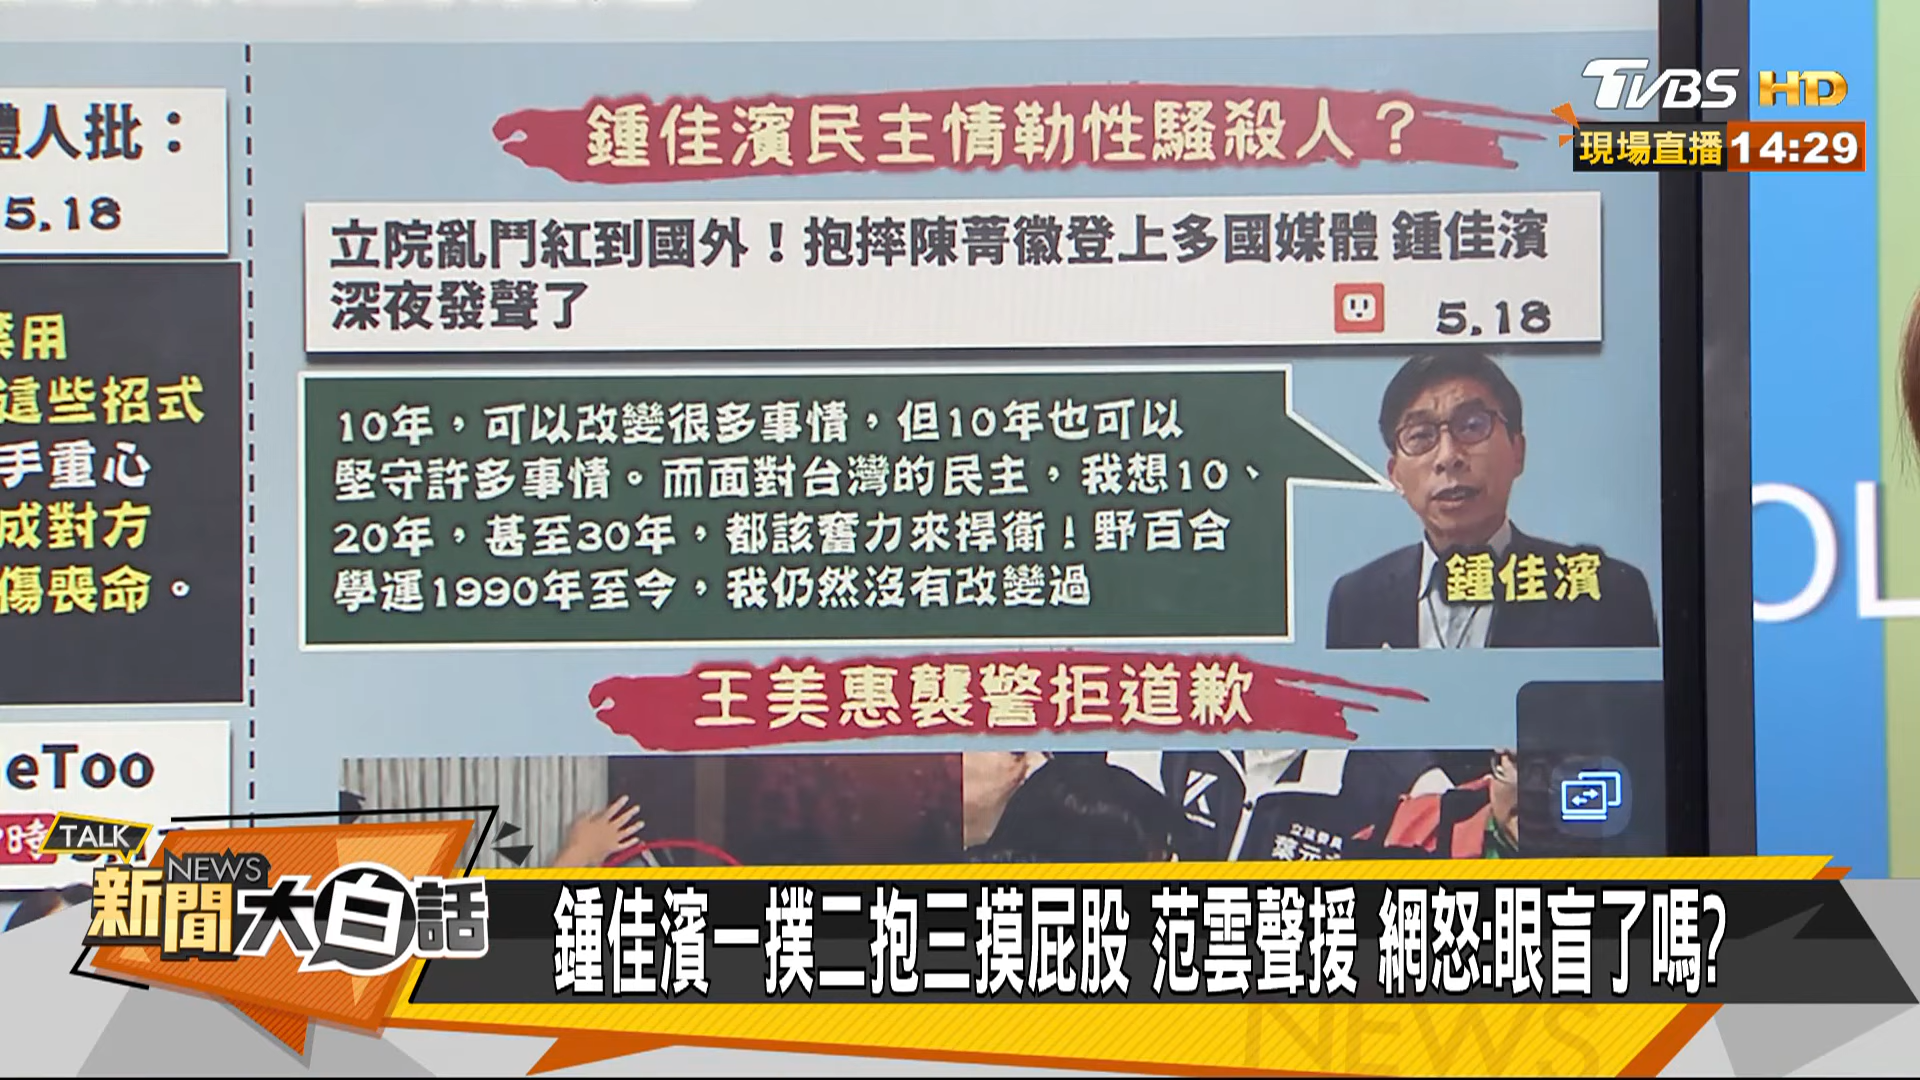 TVBS HD
現場直播 14:29
體人批：
5.18
禁用
這些招式
手重心
成對方
傷喪命。
eToo
鍾佳濱民主情勒性騷殺人？
立院亂鬥紅到國外！抱摔陳菁徽登上多國媒體 鍾佳濱
深夜發聲了
5.18
10年，可以改變很多事情，但10年也可以
堅守許多事情。而面對台灣的民主，我想10、
20年，甚至30年，都該奮力來捍衛！野百合
學運1990年至今，我仍然沒有改變過
鍾佳濱
王美惠襲警拒道歉
立法委員
OL
TALK
NEWS
新聞大白話
鍾佳濱一撲二抱三摸屁股 范雲聲援 網怒:眼盲了嗎?
NEWS